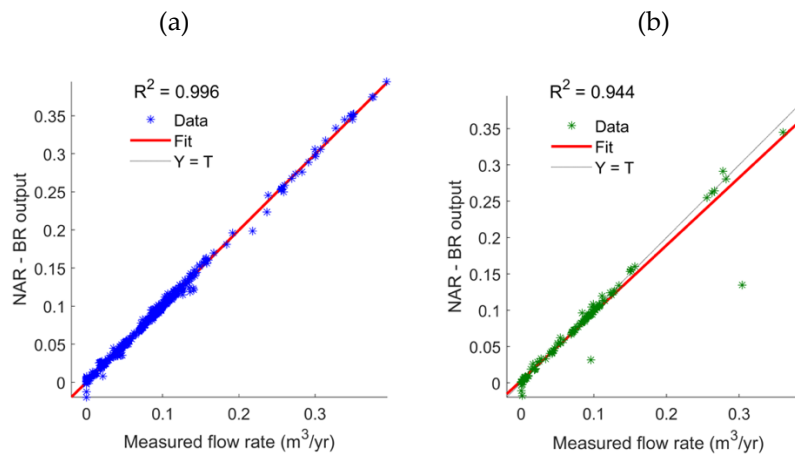 (a)
R² = 0.996
Data
Fit
Y = T
NAR - BR output
0.35
0.3
0.25
0.2
0.15
0.1
0.05
0
0 0.1 0.2 0.3
Measured flow rate (m³/yr)
(b)
R² = 0.944
Data
Fit
Y = T
NAR - BR output
0.35
0.3
0.25
0.2
0.15
0.1
0.05
0
0 0.1 0.2 0.3
Measured flow rate (m³/yr)